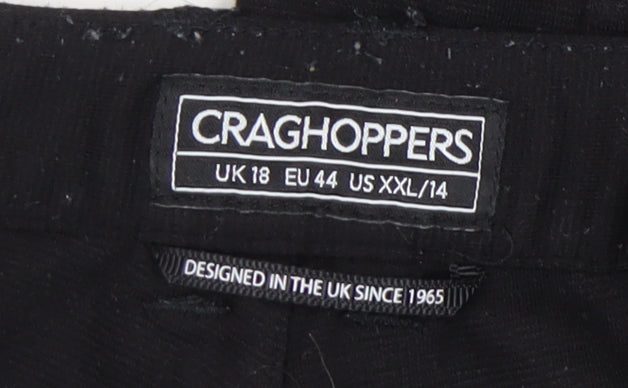 CRAGHOPPERS
UK 18 EU 44 US XXL/14
DESIGNED IN THE UK SINCE 1965